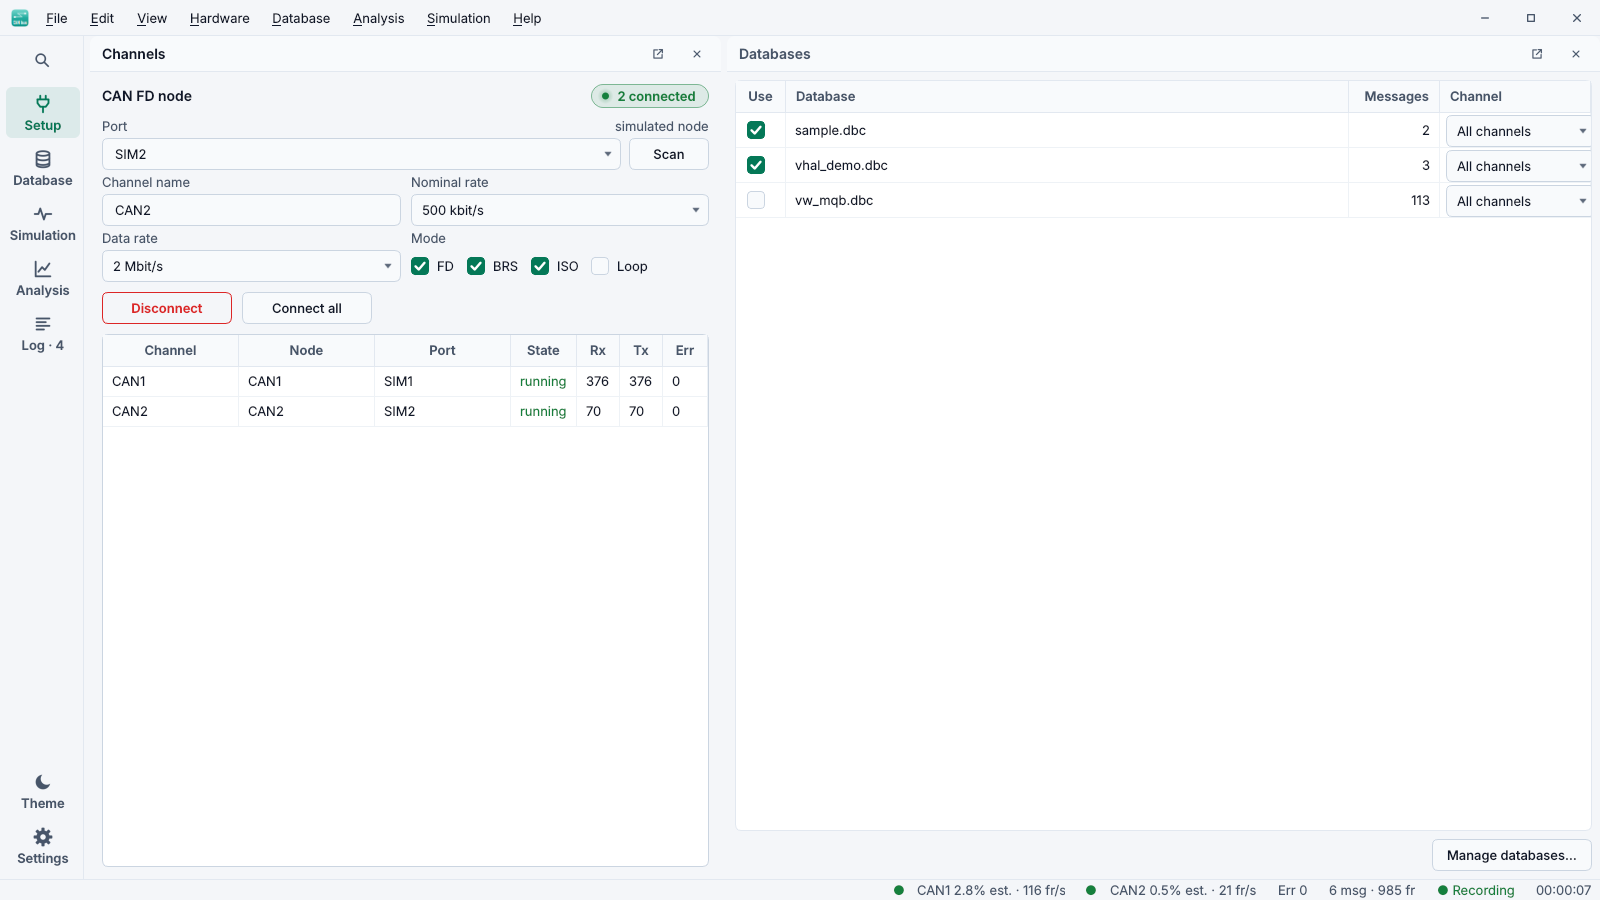 File Edit View Hardware Database Analysis Simulation Help
Channels
Databases
Setup
Database
Simulation
Analysis
Log · 4
Theme
Settings
CAN FD node
2 connected
Port
simulated node
SIM2
Scan
Channel name
Nominal rate
CAN2
500 kbit/s
Data rate
Mode
2 Mbit/s
FD BRS ISO Loop
Disconnect
Connect all
Channel Node Port State Rx Tx Err
CAN1 CAN1 SIM1 running 376 376 0
CAN2 CAN2 SIM2 running 70 70 0
Use Database Messages Channel
sample.dbc 2 All channels
vhal_demo.dbc 3 All channels
vw_mqb.dbc 113 All channels
Manage databases...
CAN1 2.8% est. · 116 fr/s CAN2 0.5% est. · 21 fr/s Err 0 6 msg · 985 fr Recording 00:00:07